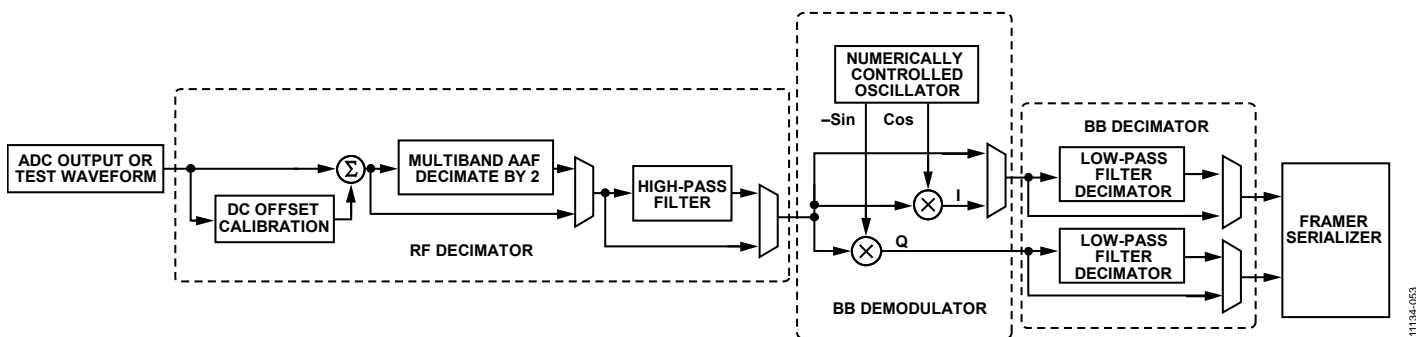 ADC OUTPUT OR
TEST WAVEFORM
DC OFFSET
CALIBRATION
Σ
MULTIBAND AAF
DECIMATE BY 2
HIGH-PASS
FILTER
RF DECIMATOR
NUMERICALLY
CONTROLLED
OSCILLATOR
–Sin
Cos
I
Q
BB DEMODULATOR
BB DECIMATOR
LOW-PASS
FILTER
DECIMATOR
LOW-PASS
FILTER
DECIMATOR
FRAMER
SERIALIZER
11134-053